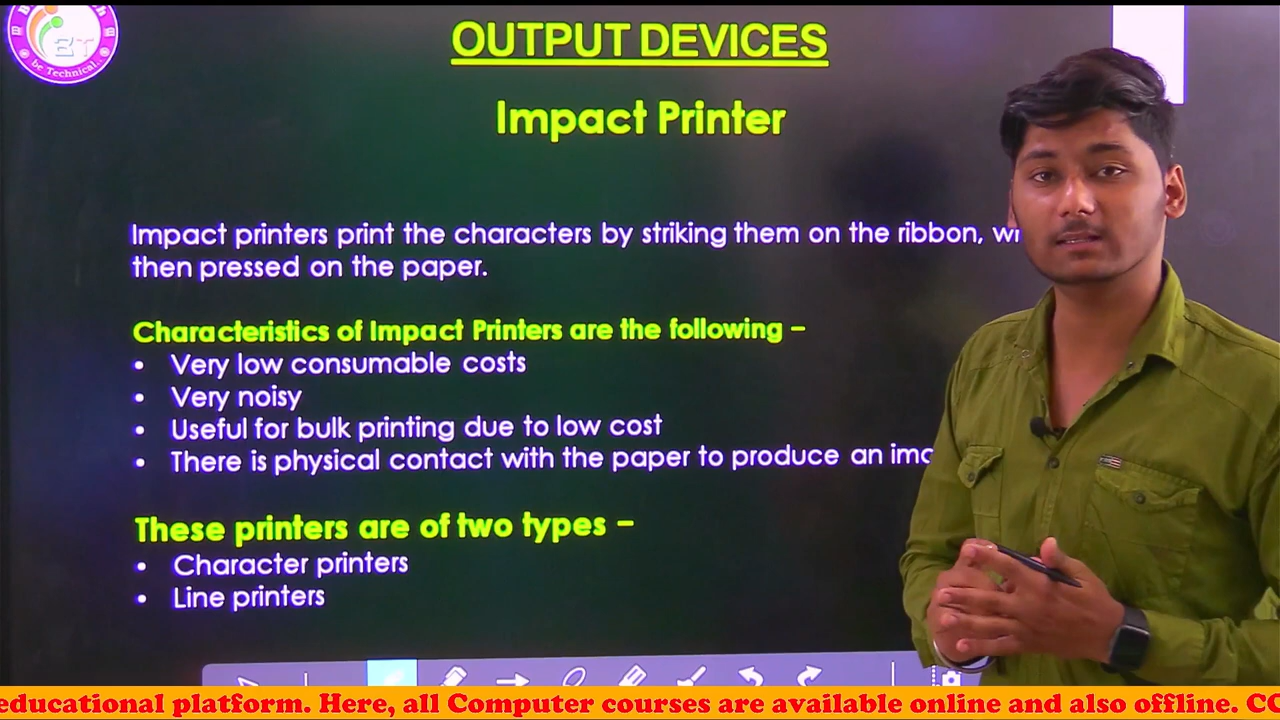 BT
be Technical.
OUTPUT DEVICES
Impact Printer
Impact printers print the characters by striking them on the ribbon,
then pressed on the paper.
Characteristics of Impact Printers are the following –
• Very low consumable costs
• Very noisy
• Useful for bulk printing due to low cost
• There is physical contact with the paper to produce an
These printers are of two types –
• Character printers
• Line printers
educational platform. Here, all Computer courses are available online and also offline.